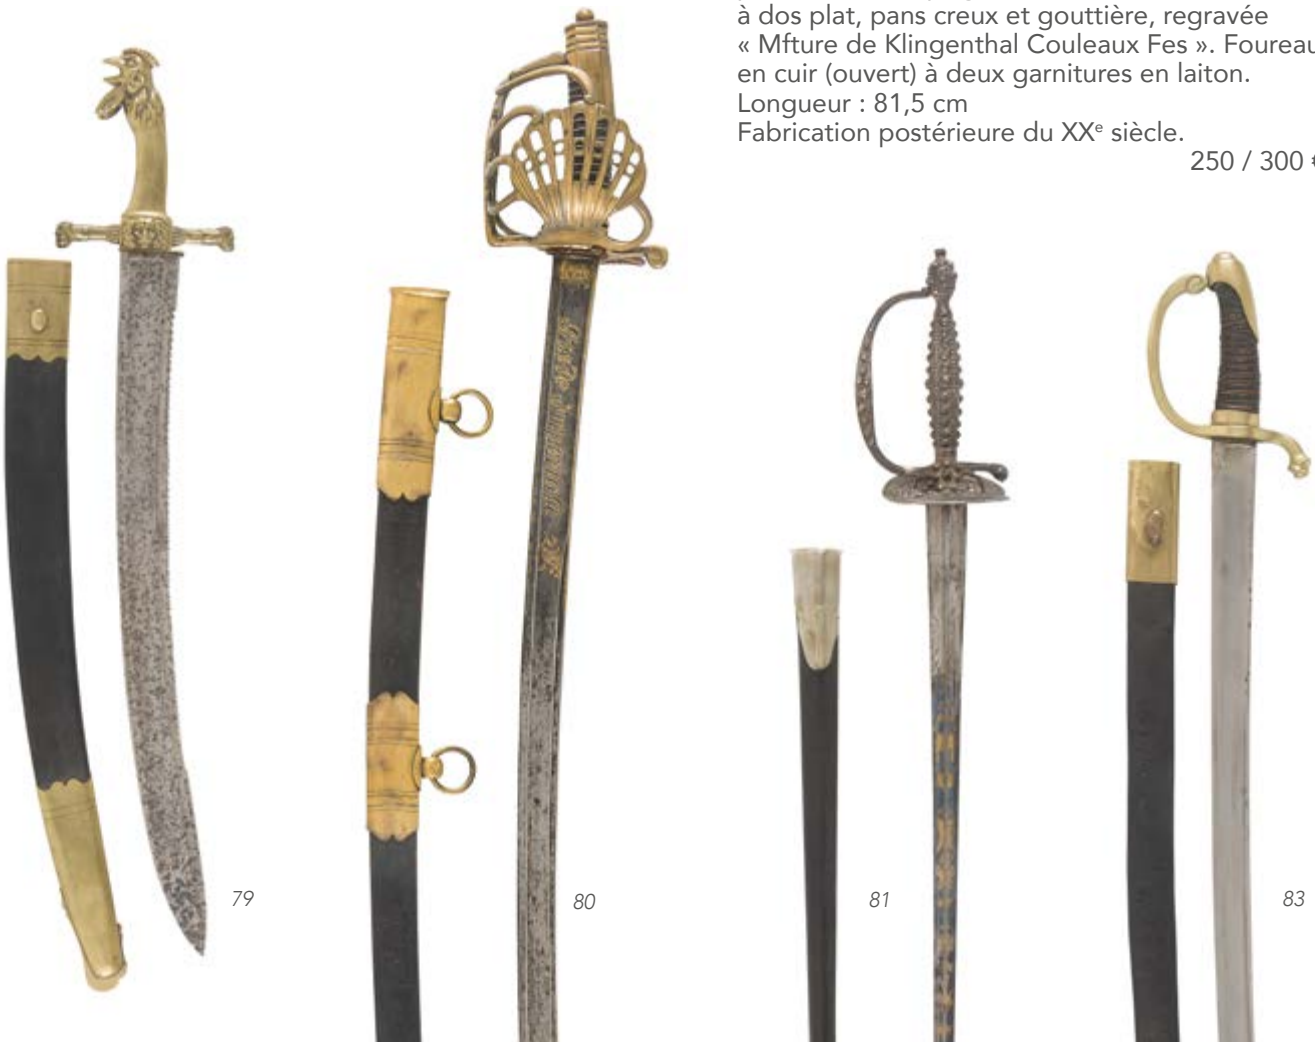 à dos plat, pans creux et gouttière, regravée
« Mfture de Klingenthal Couleaux Fes ». Foureau
en cuir (ouvert) à deux garnitures en laiton.
Longueur : 81,5 cm
Fabrication postérieure du XXᵉ siècle.
250 / 300 €
79
80
81
83